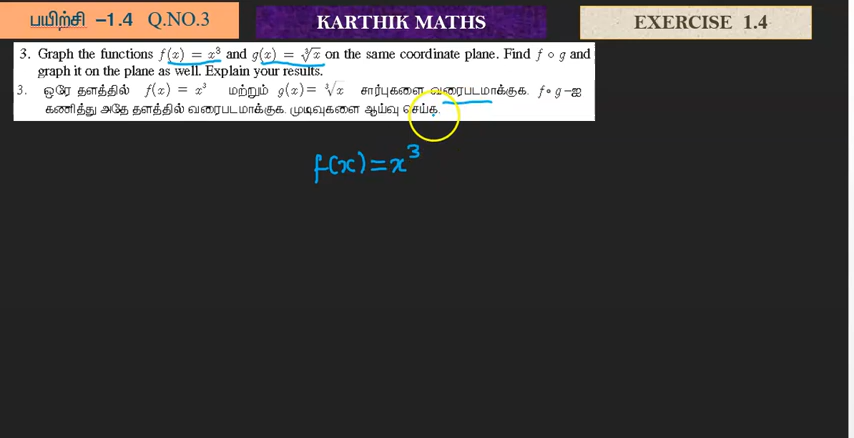 பயிற்சி –1.4 Q.NO.3
KARTHIK MATHS
EXERCISE 1.4
3. Graph the functions f(x) = x³ and g(x) = ∛x on the same coordinate plane. Find f ∘ g and
graph it on the plane as well. Explain your results.
3. ஒரே தளத்தில் f(x) = x³ மற்றும் g(x) = ∛x சார்புகளை வரைபடமாக்குக. f∘g –ஐ
கணித்து அதே தளத்தில் வரைபடமாக்குக. முடிவுகளை ஆய்வு செய்க.
f(x)=x³